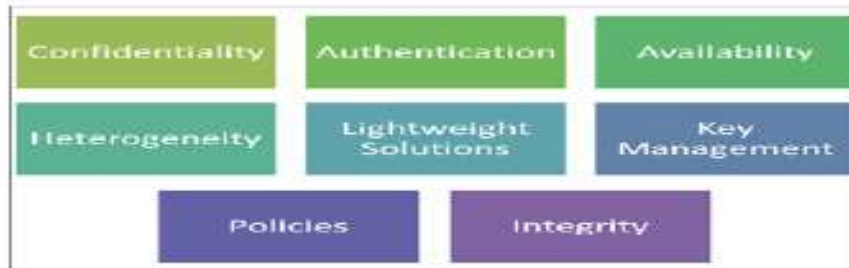 Confidentiality
Authentication
Availability
Heterogeneity
Lightweight
Solutions
Key
Management
Policies
Integrity